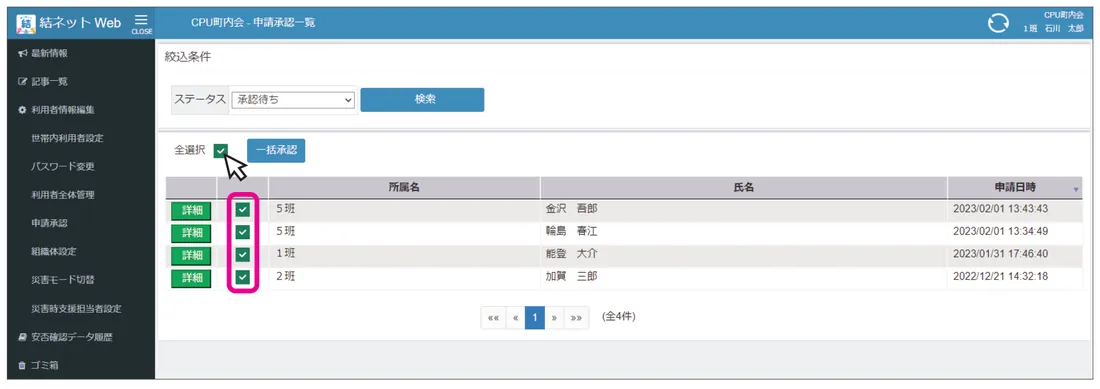 結 結ネット Web CLOSE CPU町内会 - 申請承認一覧 CPU町内会
1班 石川 太郎
最新情報
記事一覧
利用者情報編集
世帯内利用者設定
パスワード変更
利用者全体管理
申請承認
組織体設定
災害モード切替
災害時支援担当者設定
安否確認データ履歴
ゴミ箱
絞込条件
ステータス 承認待ち 検索
全選択 一括承認
所属名 氏名 申請日時
詳細 5班 金沢 吾郎 2023/02/01 13:43:43
詳細 5班 輪島 春江 2023/02/01 13:34:49
詳細 1班 能登 大介 2023/01/31 17:46:40
詳細 2班 加賀 三郎 2022/12/21 14:32:18
«« « 1 » »» (全4件)